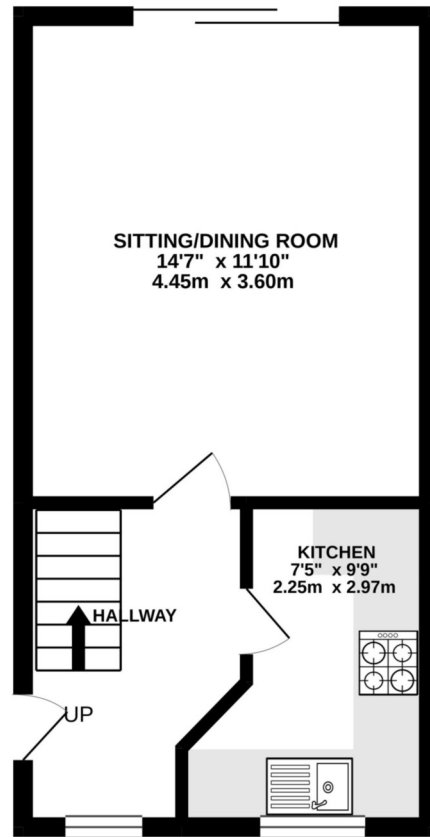 SITTING/DINING ROOM
14'7" x 11'10"
4.45m x 3.60m
KITCHEN
7'5" x 9'9"
2.25m x 2.97m
HALLWAY
UP